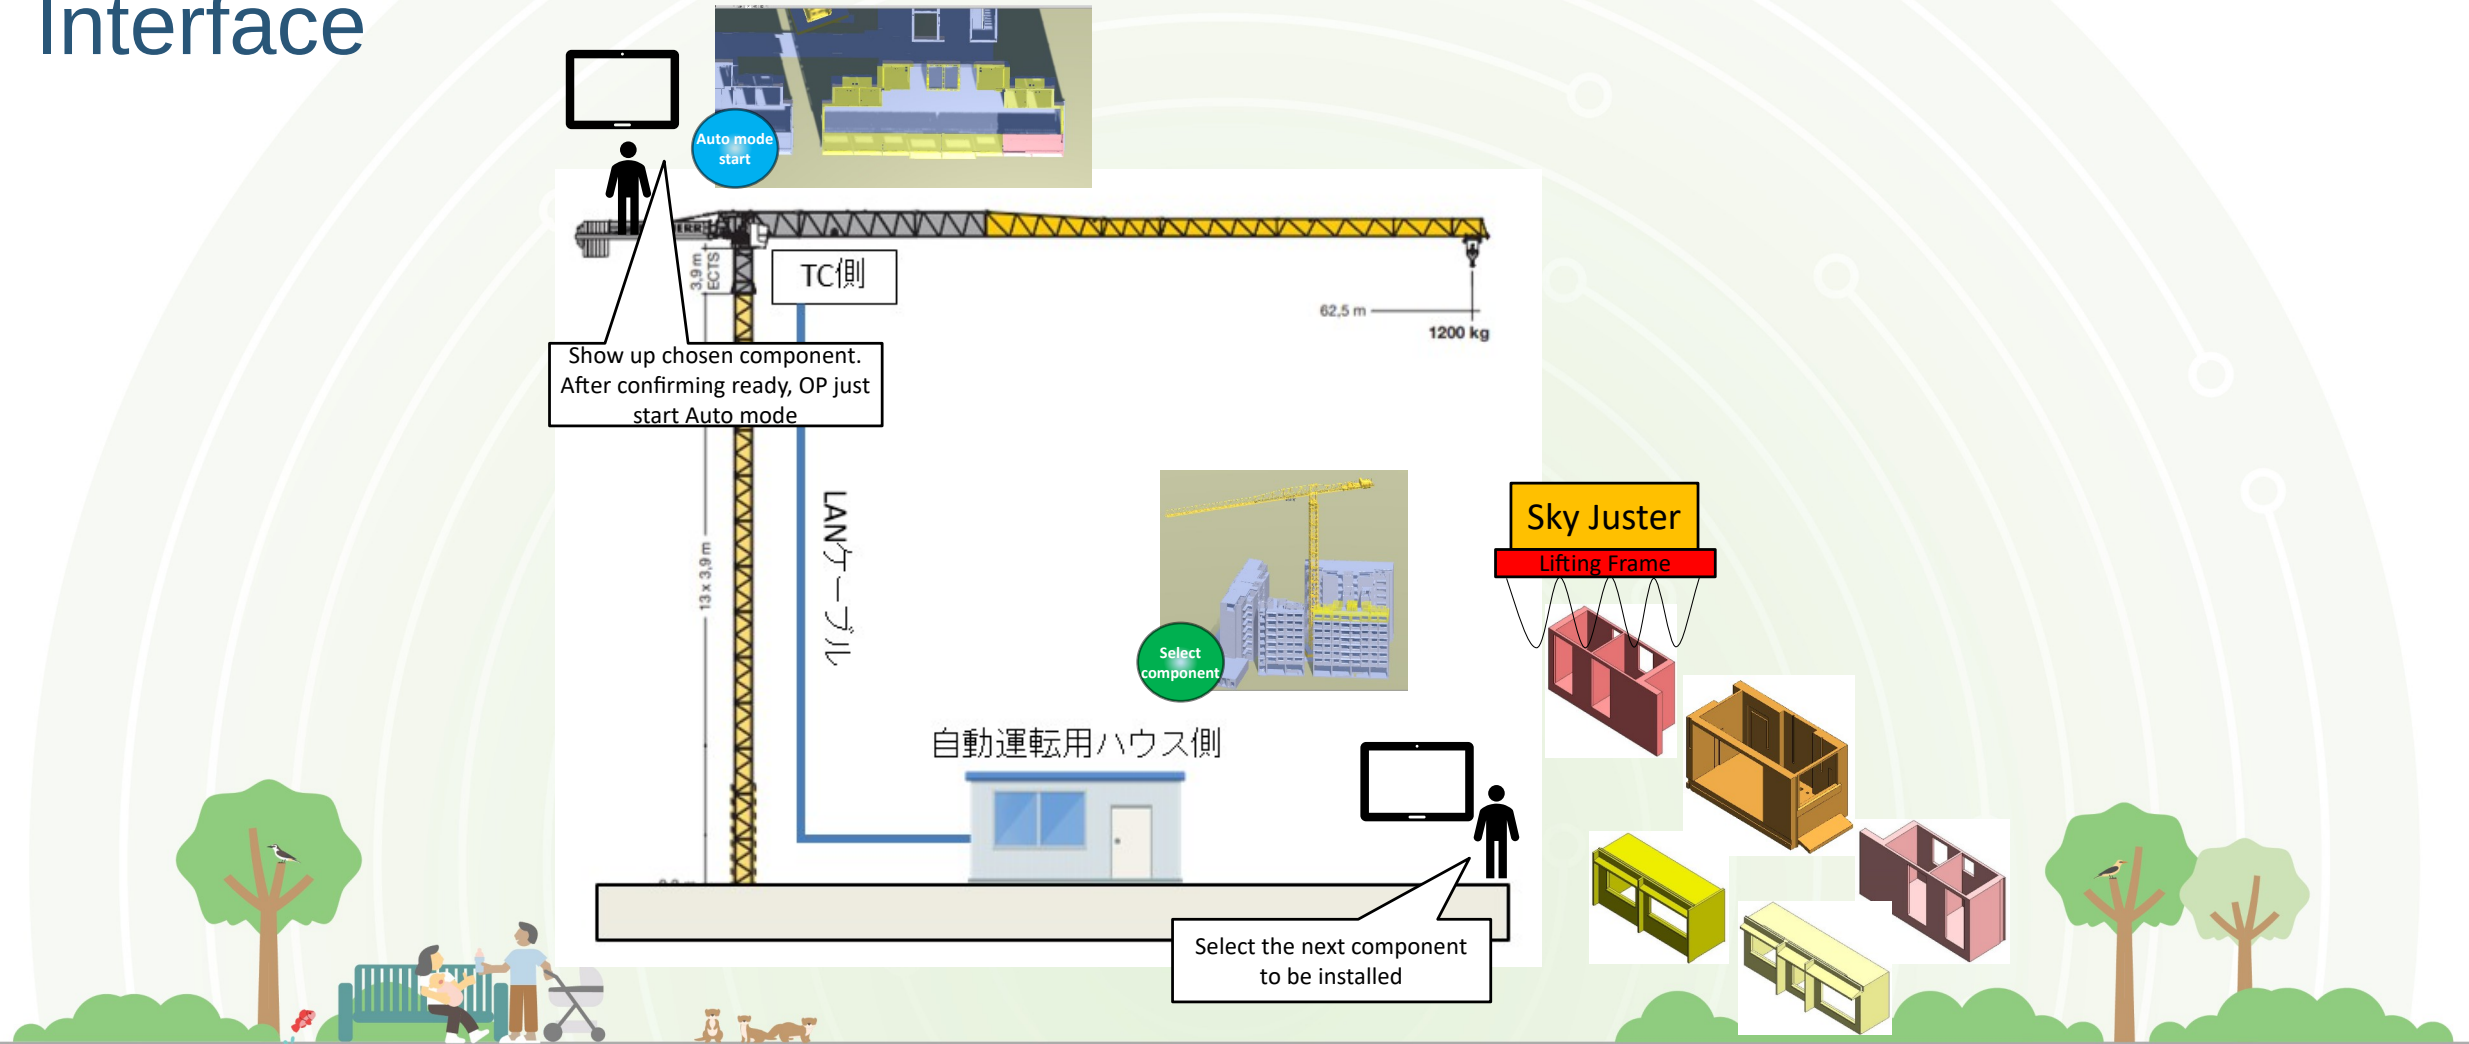 Interface
Auto mode
start
ERR
3,9 m
ECTS
TC側
62,5 m
1200 kg
Show up chosen component.
After confirming ready, OP just
start Auto mode
LANケーブル
13 x 3,9 m
Sky Juster
Lifting Frame
Select
component
自動運転用ハウス側
Select the next component
to be installed